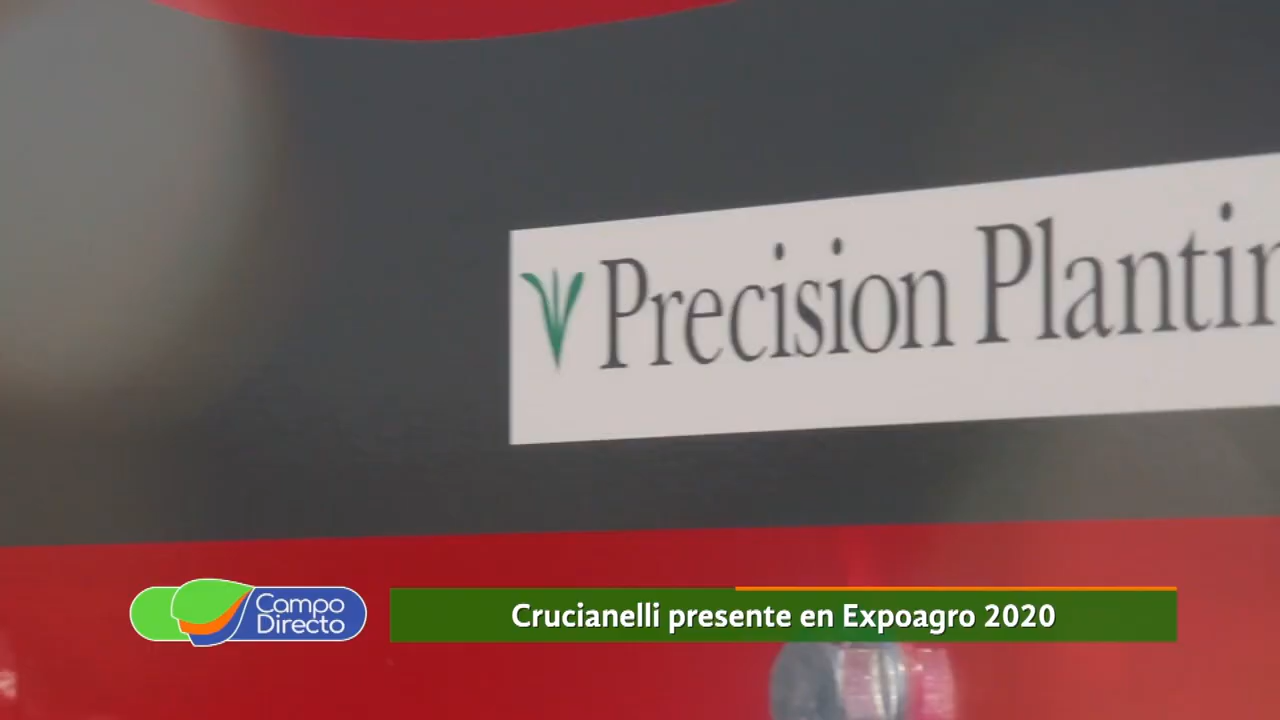 Precision Plantin
Campo
Directo
Crucianelli presente en Expoagro 2020